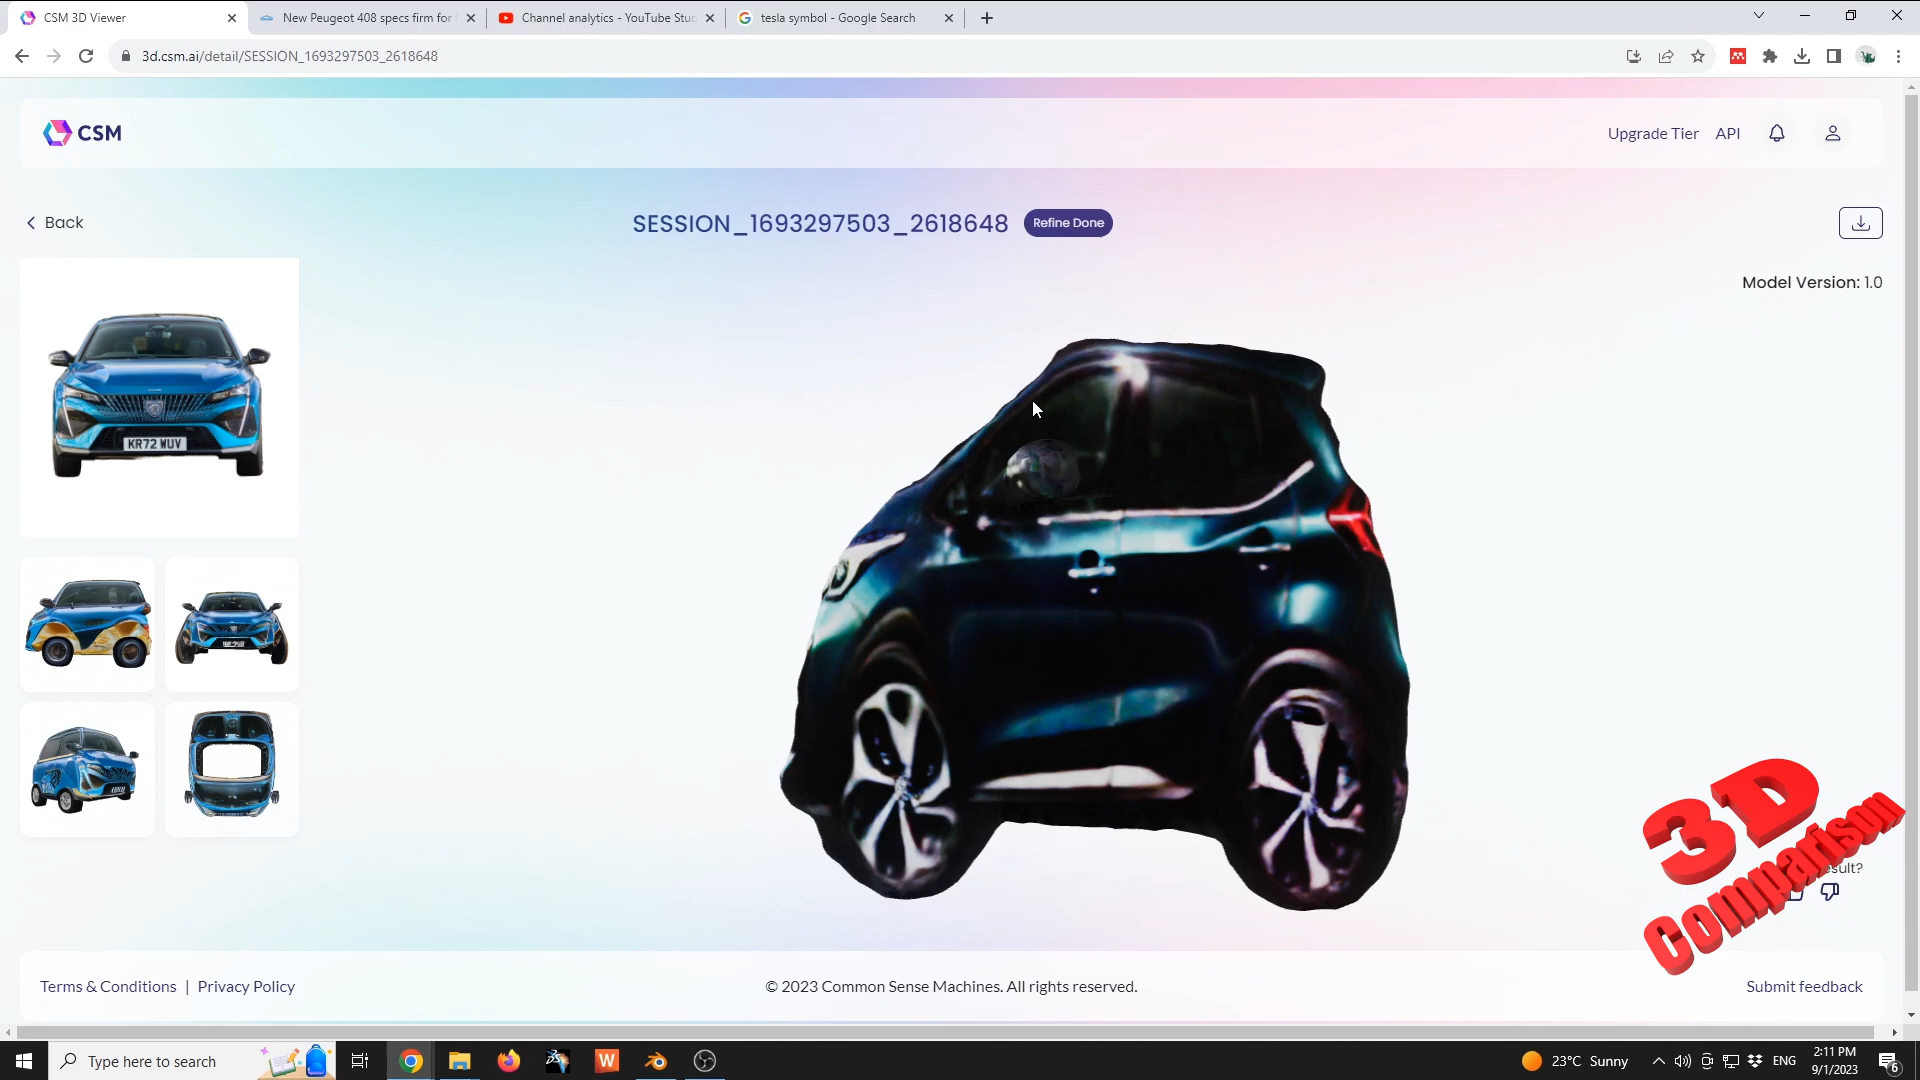 CSM 3D Viewer
New Peugeot 408 specs firm for
Channel analytics - YouTube Stu
tesla symbol - Google Search
3d.csm.ai/detail/SESSION_1693297503_2618648
CSM
Upgrade Tier
API
Back
SESSION_1693297503_2618648
Refine Done
Model Version: 1.0
KR72 WUV
3D
Comparison
sult?
Terms & Conditions | Privacy Policy
© 2023 Common Sense Machines. All rights reserved.
Submit feedback
Type here to search
W
23°C Sunny
ENG
2:11 PM
9/1/2023
6